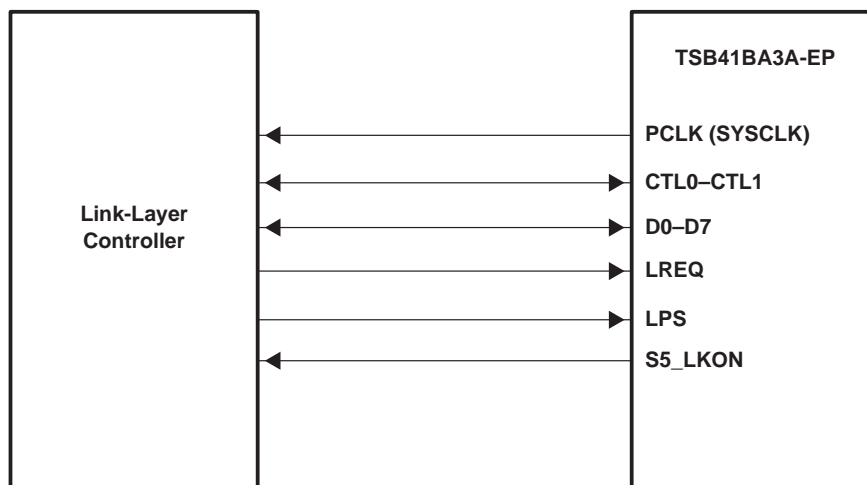 TSB41BA3A-EP
PCLK (SYSCLK)
CTL0–CTL1
Link-Layer
Controller
D0–D7
LREQ
LPS
S5_LKON